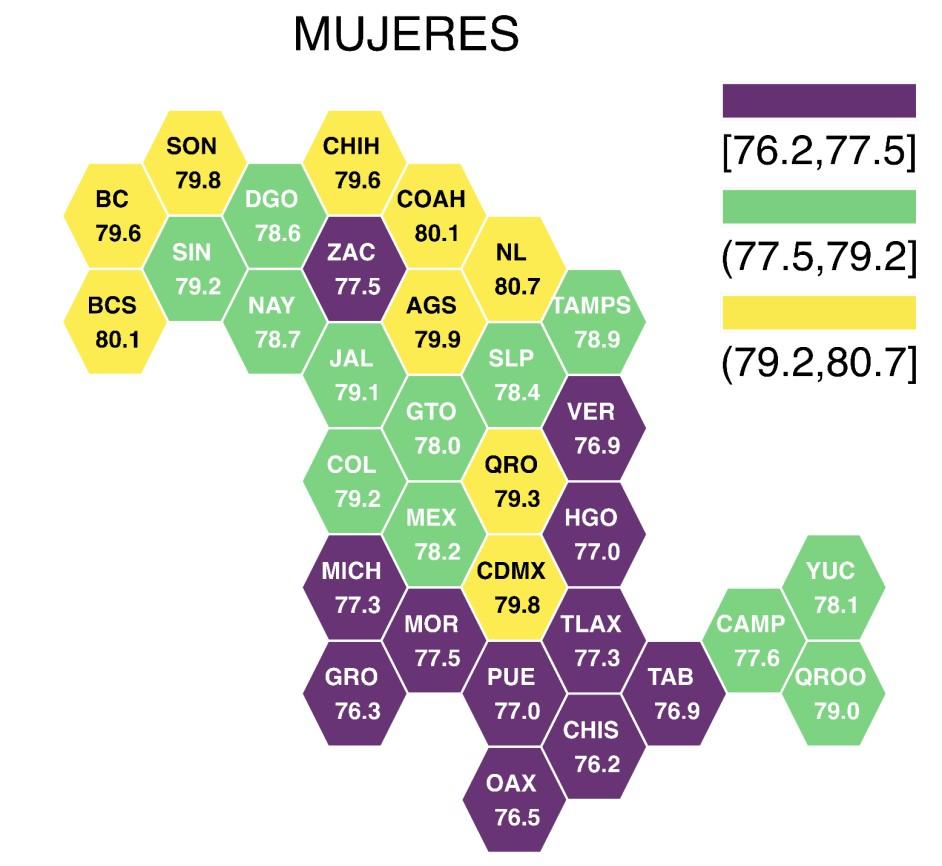 MUJERES
[76.2,77.5]
(77.5,79.2]
(79.2,80.7]
SON
79.8
CHIH
79.6
BC
79.6
DGO
78.6
COAH
80.1
SIN
79.2
ZAC
77.5
NL
80.7
BCS
80.1
NAY
78.7
AGS
79.9
TAMPS
78.9
JAL
79.1
SLP
78.4
GTO
78.0
VER
76.9
COL
79.2
QRO
79.3
MEX
78.2
HGO
77.0
MICH
77.3
CDMX
79.8
YUC
78.1
MOR
77.5
TLAX
77.3
CAMP
77.6
GRO
76.3
PUE
77.0
TAB
76.9
QROO
79.0
CHIS
76.2
OAX
76.5